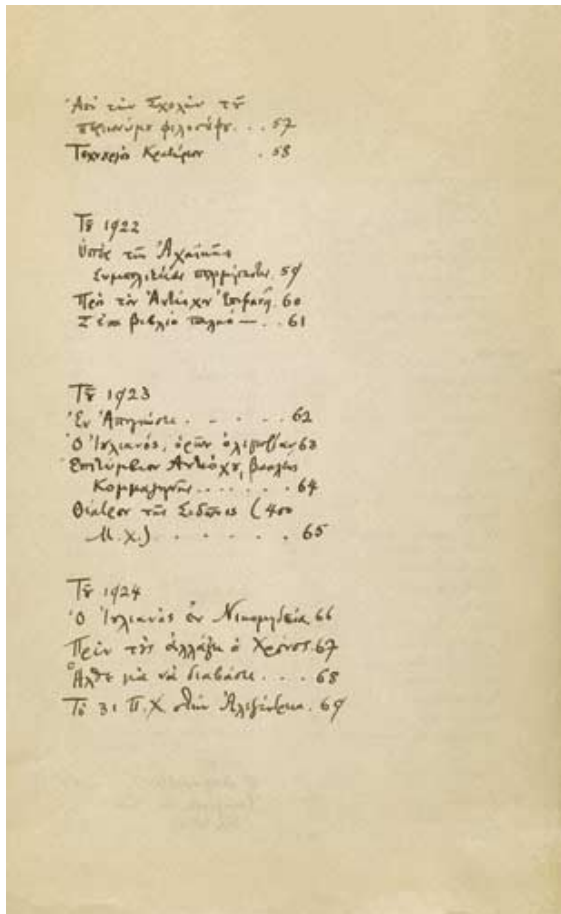 Ἀπὸ τὴν Σχολὴν τοῦ
περιωνύμου φιλοσόφου. . . 57
Τεχνουργὸς Κρατήρων . 58
Τοῦ 1922
Ὑπὲρ τῆς Ἀχαϊκῆς
Συμπολιτείας πολεμήσαντες. 59
Πρὸς τὸν Ἀντίοχον Ἐπιφανῆ. 60
Σ' ἕνα βιβλίο παληό — . . 61
Τοῦ 1923
Ἐν Ἀπογνώσει . . . . . 62
Ὁ Ἰουλιανός, ὁρῶν ὀλιγωρίαν 63
Ἐπιτύμβιον Ἀντιόχου, βασιλέως
Κομμαγηνῆς . . . . . . 64
Θέατρον τῆς Σιδῶνος (400
Μ.Χ.) . . . . . . 65
Τοῦ 1924
Ὁ Ἰουλιανὸς ἐν Νικομηδείᾳ 66
Πρὶν τοὺς ἀλλάξει ὁ Χρόνος. 67
Ἦλθε γιὰ νὰ διαβάσει . . . 68
Τὸ 31 Π.Χ. στὴν Ἀλεξάνδρεια. 69